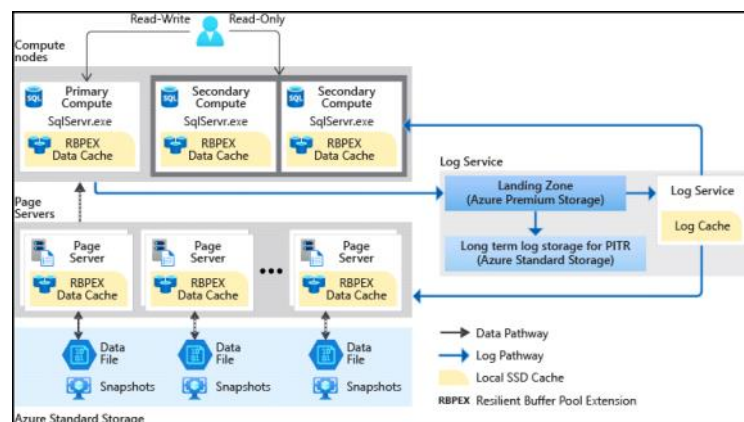 Read-Write
Read-Only
Compute
nodes
Primary
Compute
SqlServr.exe
RBPEX
Data Cache
Secondary
Compute
SqlServr.exe
RBPEX
Data Cache
Secondary
Compute
SqlServr.exe
RBPEX
Data Cache
SQL
SQL
SQL
Log Service
Landing Zone
(Azure Premium Storage)
Log Service
Log Cache
Long term log storage for PITR
(Azure Standard Storage)
Page
Servers
Page
Server
RBPEX
Data Cache
Page
Server
RBPEX
Data Cache
Page
Server
RBPEX
Data Cache
Data
File
Snapshots
Data
File
Snapshots
Data
File
Snapshots
Azure Standard Storage
Data Pathway
Log Pathway
Local SSD Cache
RBPEX Resilient Buffer Pool Extension